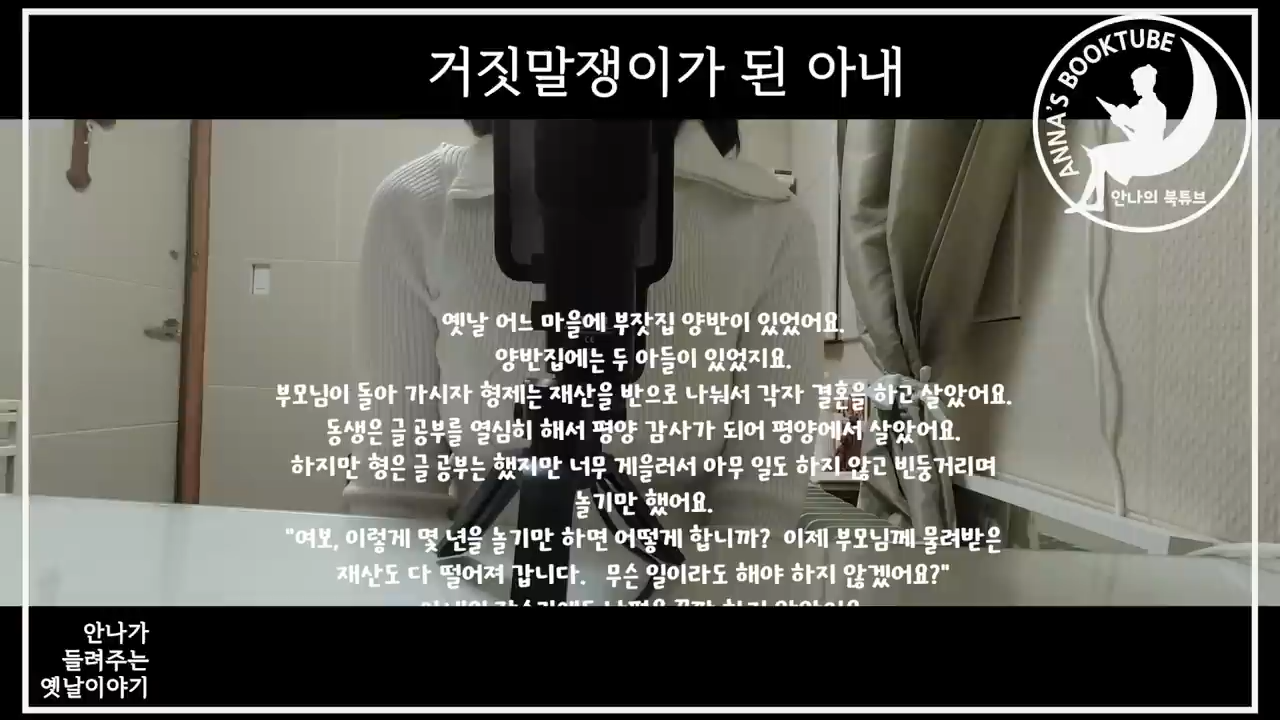 거짓말쟁이가 된 아내
ANNA'S BOOKTUBE
안나의 북튜브
옛날 어느 마을에 부잣집 양반이 있었어요.
양반집에는 두 아들이 있었지요.
부모님이 돌아 가시자 형제는 재산을 반으로 나눠서 각자 결혼을 하고 살았어요.
동생은 글 공부를 열심히 해서 평양 감사가 되어 평양에서 살았어요.
하지만 형은 글 공부는 했지만 너무 게을러서 아무 일도 하지 않고 빈둥거리며
놀기만 했어요.
"여보, 이렇게 몇 년을 놀기만 하면 어떻게 합니까? 이제 부모님께 물려받은
재산도 다 떨어져 갑니다. 무슨 일이라도 해야 하지 않겠어요?"
안나가
들려주는
옛날이야기